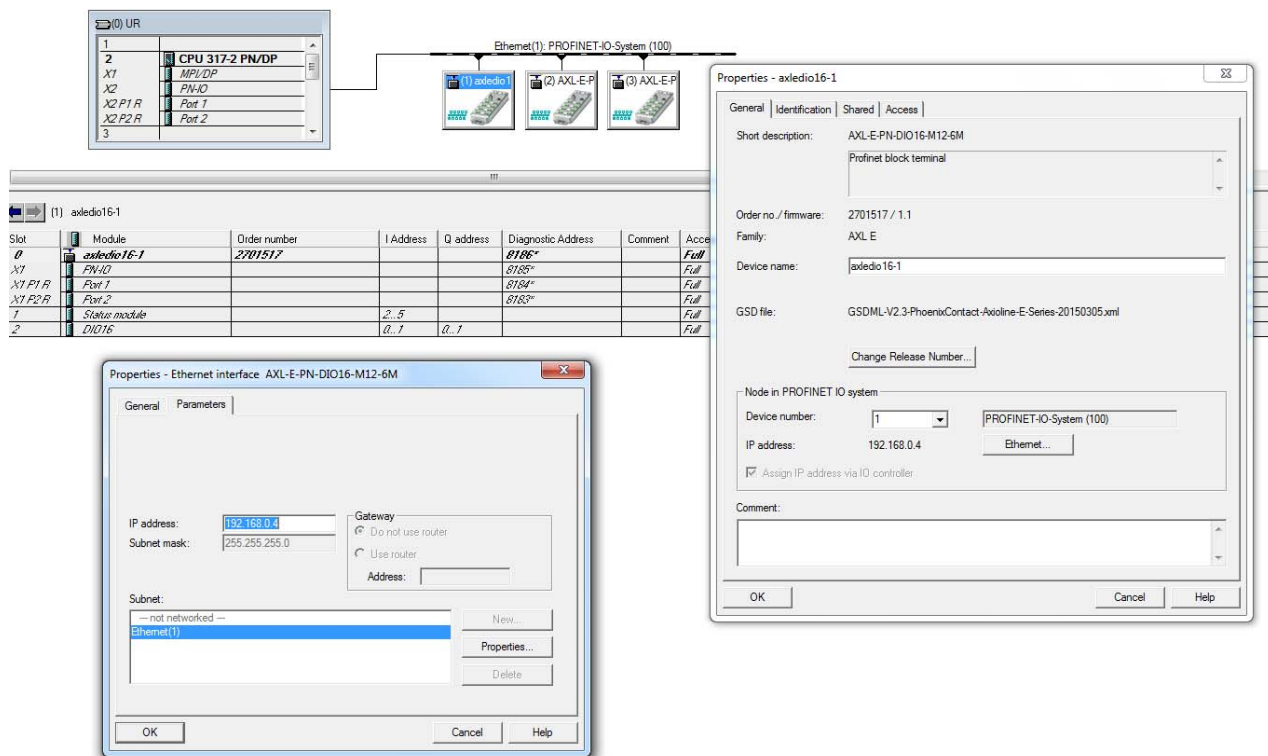 (0) UR
1
2 CPU 317-2 PN/DP
X1 MPI/DP
X2 PN-IO
X2 P1 R Port 1
X2 P2 R Port 2
3
Ethernet(1): PROFINET-IO-System (100)
(1) axledio1
(2) AXL-E-P
(3) AXL-E-P
(1) axledio16-1
Slot Module Order number I Address Q address Diagnostic Address Comment Acce
0 axledio16-1 2701517 8186* Full
X1 PN-IO 8185* Full
X1 P1 R Port 1 8184* Full
X1 P2 R Port 2 8183* Full
1 Status module 2..5 Full
2 DIO16 0..1 0..1 Full
Properties - Ethernet interface AXL-E-PN-DIO16-M12-6M
General Parameters
IP address: 192.168.0.4
Subnet mask: 255.255.255.0
Gateway
Do not use router
Use router
Address:
Subnet:
--- not networked ---
Ethernet(1)
New...
Properties...
Delete
OK Cancel Help
Properties - axledio16-1
General Identification Shared Access
Short description: AXL-E-PN-DIO16-M12-6M
Profinet block terminal
Order no./ firmware: 2701517 / 1.1
Family: AXL E
Device name: axledio16-1
GSD file: GSDML-V2.3-PhoenixContact-Axioline-E-Series-20150305.xml
Change Release Number...
Node in PROFINET IO system
Device number: 1 PROFINET-IO-System (100)
IP address: 192.168.0.4 Ethernet...
Assign IP address via IO controller
Comment:
OK Cancel Help